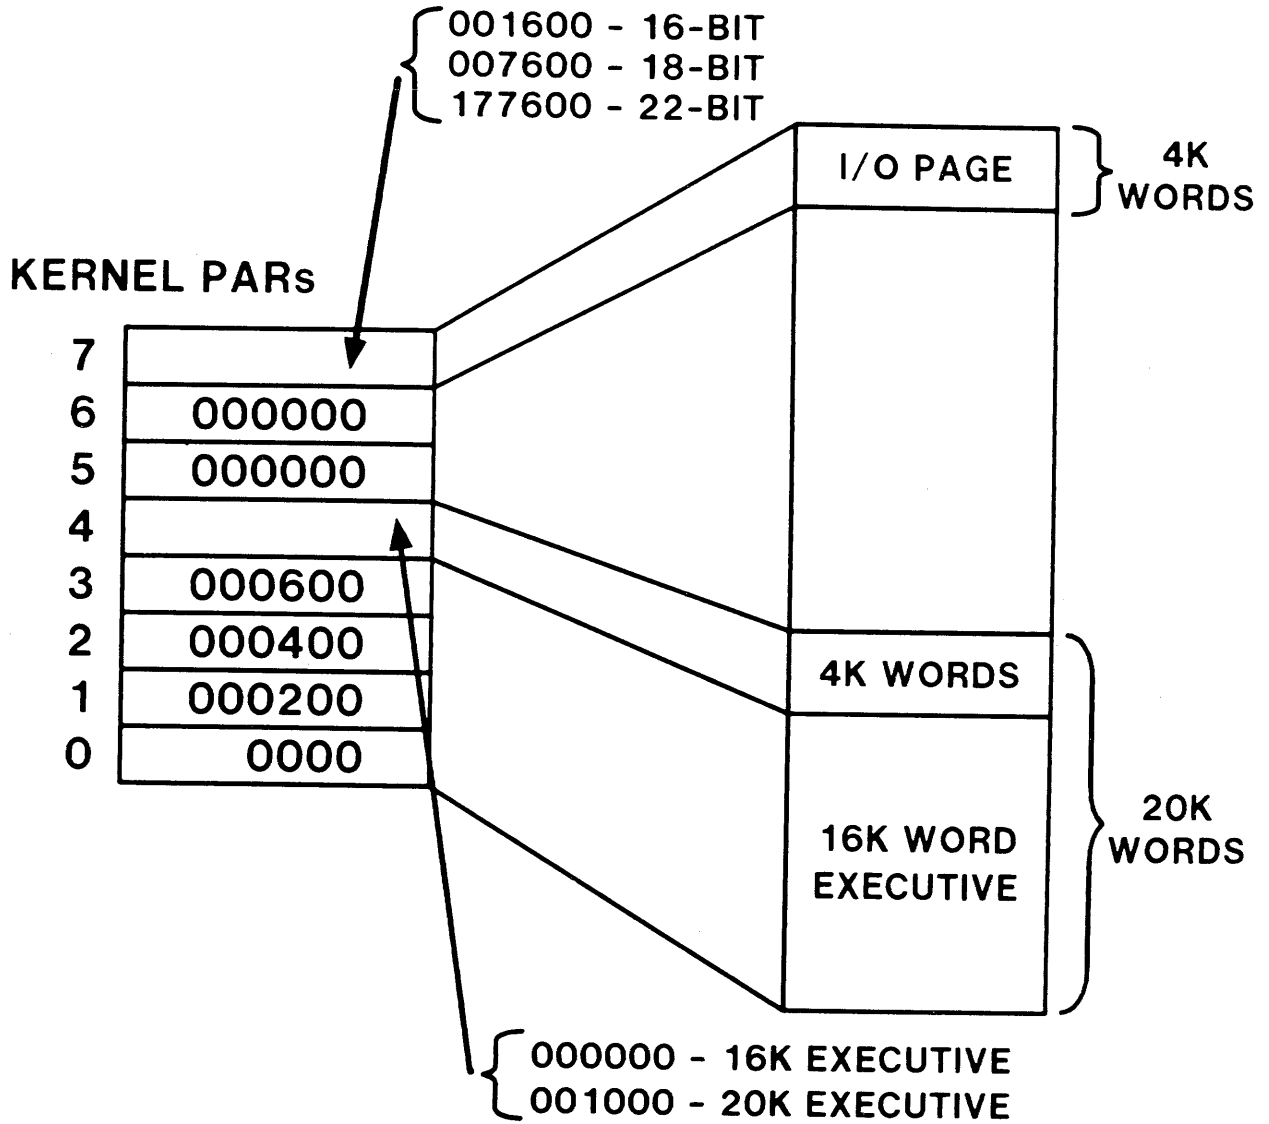 001600 - 16-BIT
007600 - 18-BIT
177600 - 22-BIT
I/O PAGE
4K
WORDS
KERNEL PARs
7
6 000000
5 000000
4
3 000600
2 000400
1 000200
0 0000
4K WORDS
16K WORD
EXECUTIVE
20K
WORDS
000000 - 16K EXECUTIVE
001000 - 20K EXECUTIVE